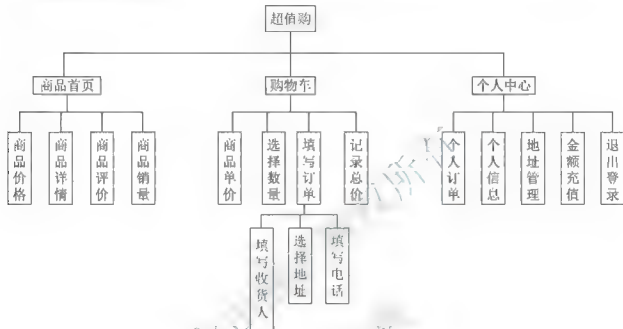 超值购
商品首页
购物车
个人中心
商品价格
商品详情
商品评价
商品销量
商品单价
选择数量
填写订单
记录总价
个人订单
个人信息
地址管理
金额充值
退出登录
填写收货人
选择地址
填写电话